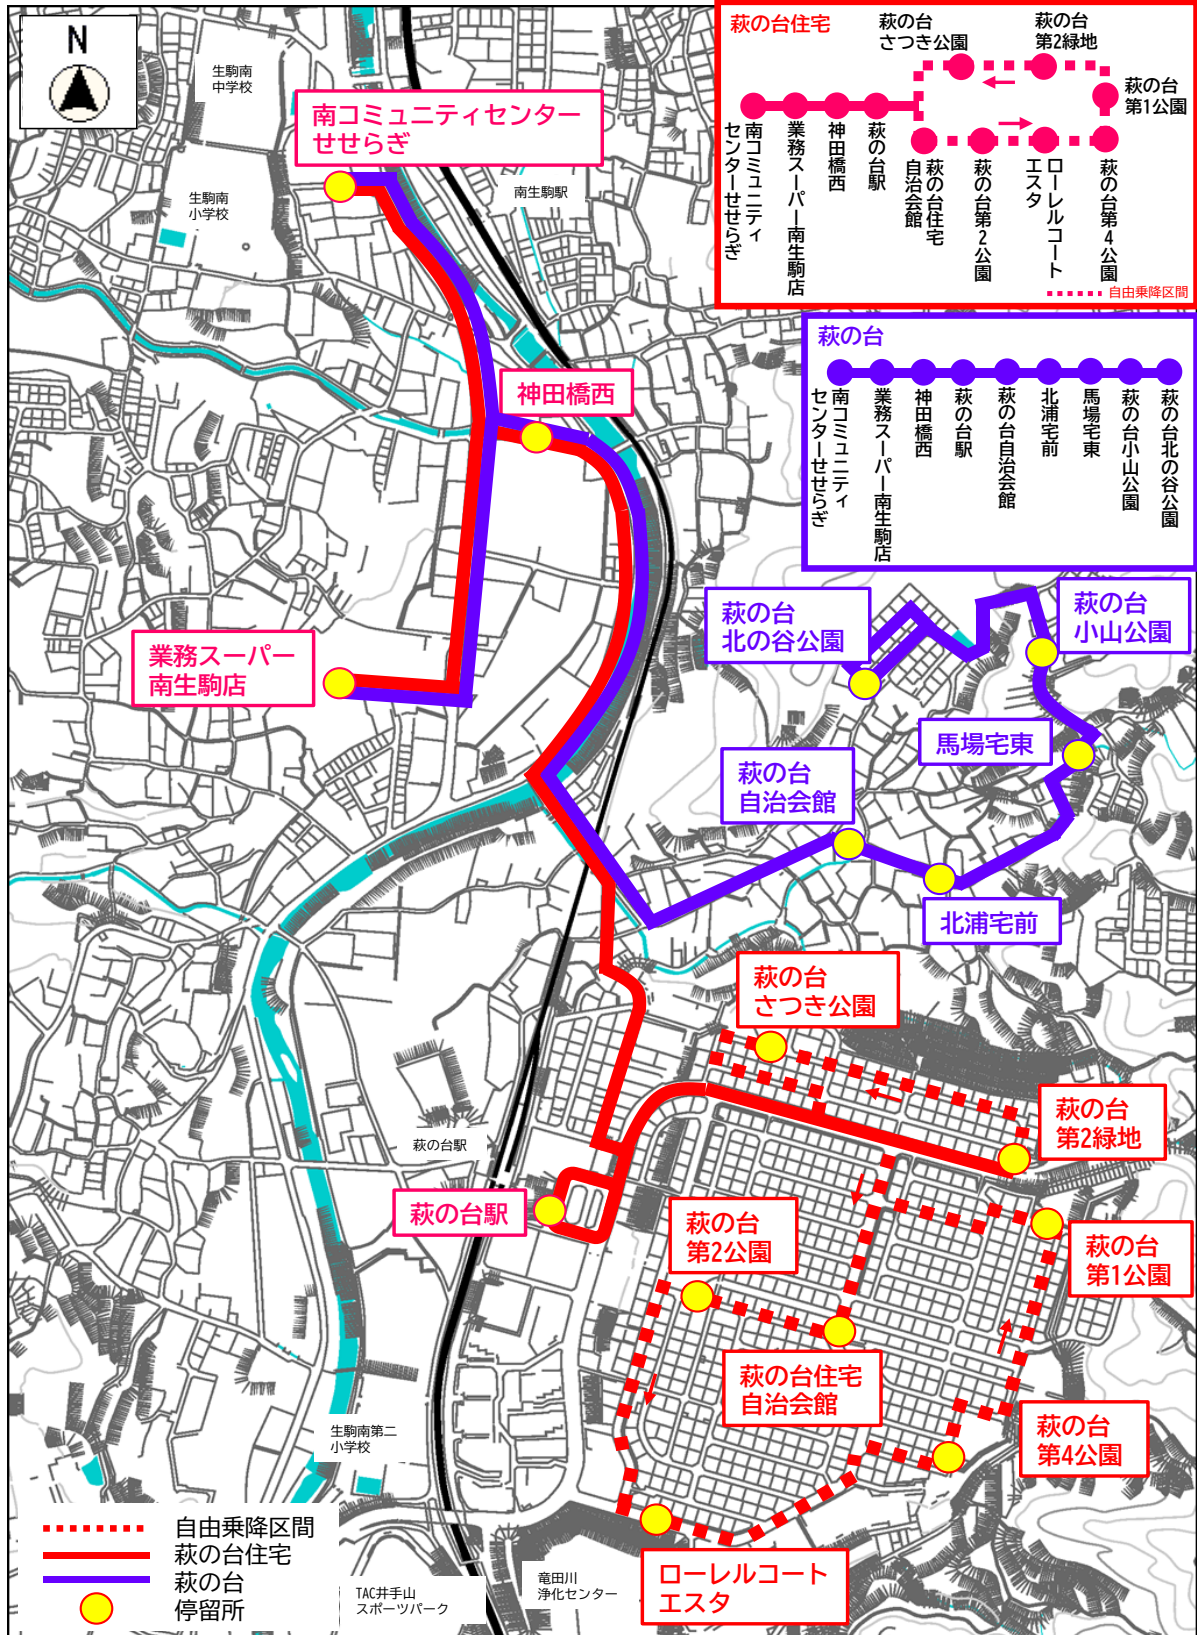 N
生駒南
中学校
南コミュニティセンター
せせらぎ
生駒南
小学校
南生駒駅
萩の台住宅
萩の台
さつき公園
萩の台
第2緑地
萩の台
第1公園
南コミュニティ
センターせせらぎ
業務スーパー南生駒店
神田橋西
萩の台駅
萩の台住宅
自治会館
萩の台第2公園
ローレルコート
エスタ
萩の台第4公園
自由乗降区間
萩の台
南コミュニティ
センターせせらぎ
業務スーパー南生駒店
神田橋西
萩の台駅
萩の台自治会館
北浦宅前
馬場宅東
萩の台小山公園
萩の台北の谷公園
神田橋西
業務スーパー
南生駒店
萩の台
北の谷公園
萩の台
小山公園
馬場宅東
萩の台
自治会館
北浦宅前
萩の台
さつき公園
萩の台
第2緑地
萩の台駅
萩の台駅
萩の台
第2公園
萩の台
第1公園
萩の台住宅
自治会館
萩の台
第4公園
生駒南第二
小学校
ローレルコート
エスタ
竜田川
浄化センター
TAC井手山
スポーツパーク
自由乗降区間
萩の台住宅
萩の台
停留所